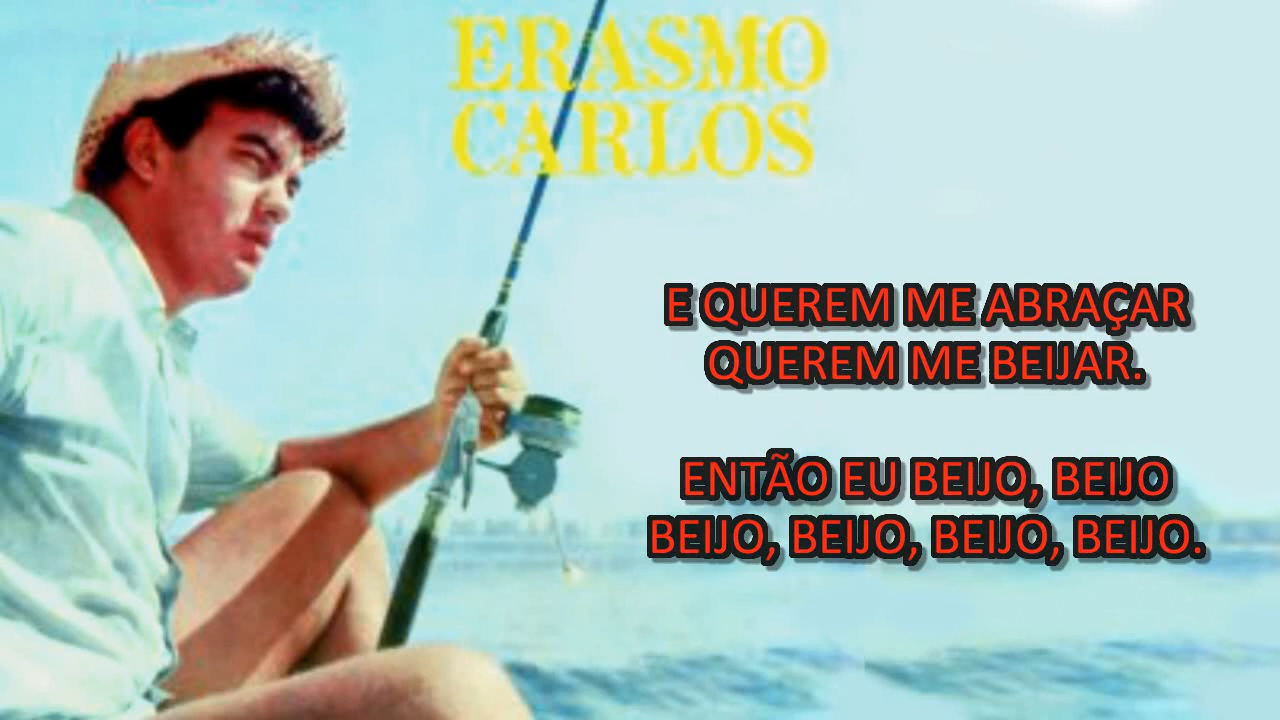 ERASMO
CARLOS
E QUEREM ME ABRAÇAR
QUEREM ME BEIJAR.
ENTÃO EU BEIJO, BEIJO
BEIJO, BEIJO, BEIJO, BEIJO.